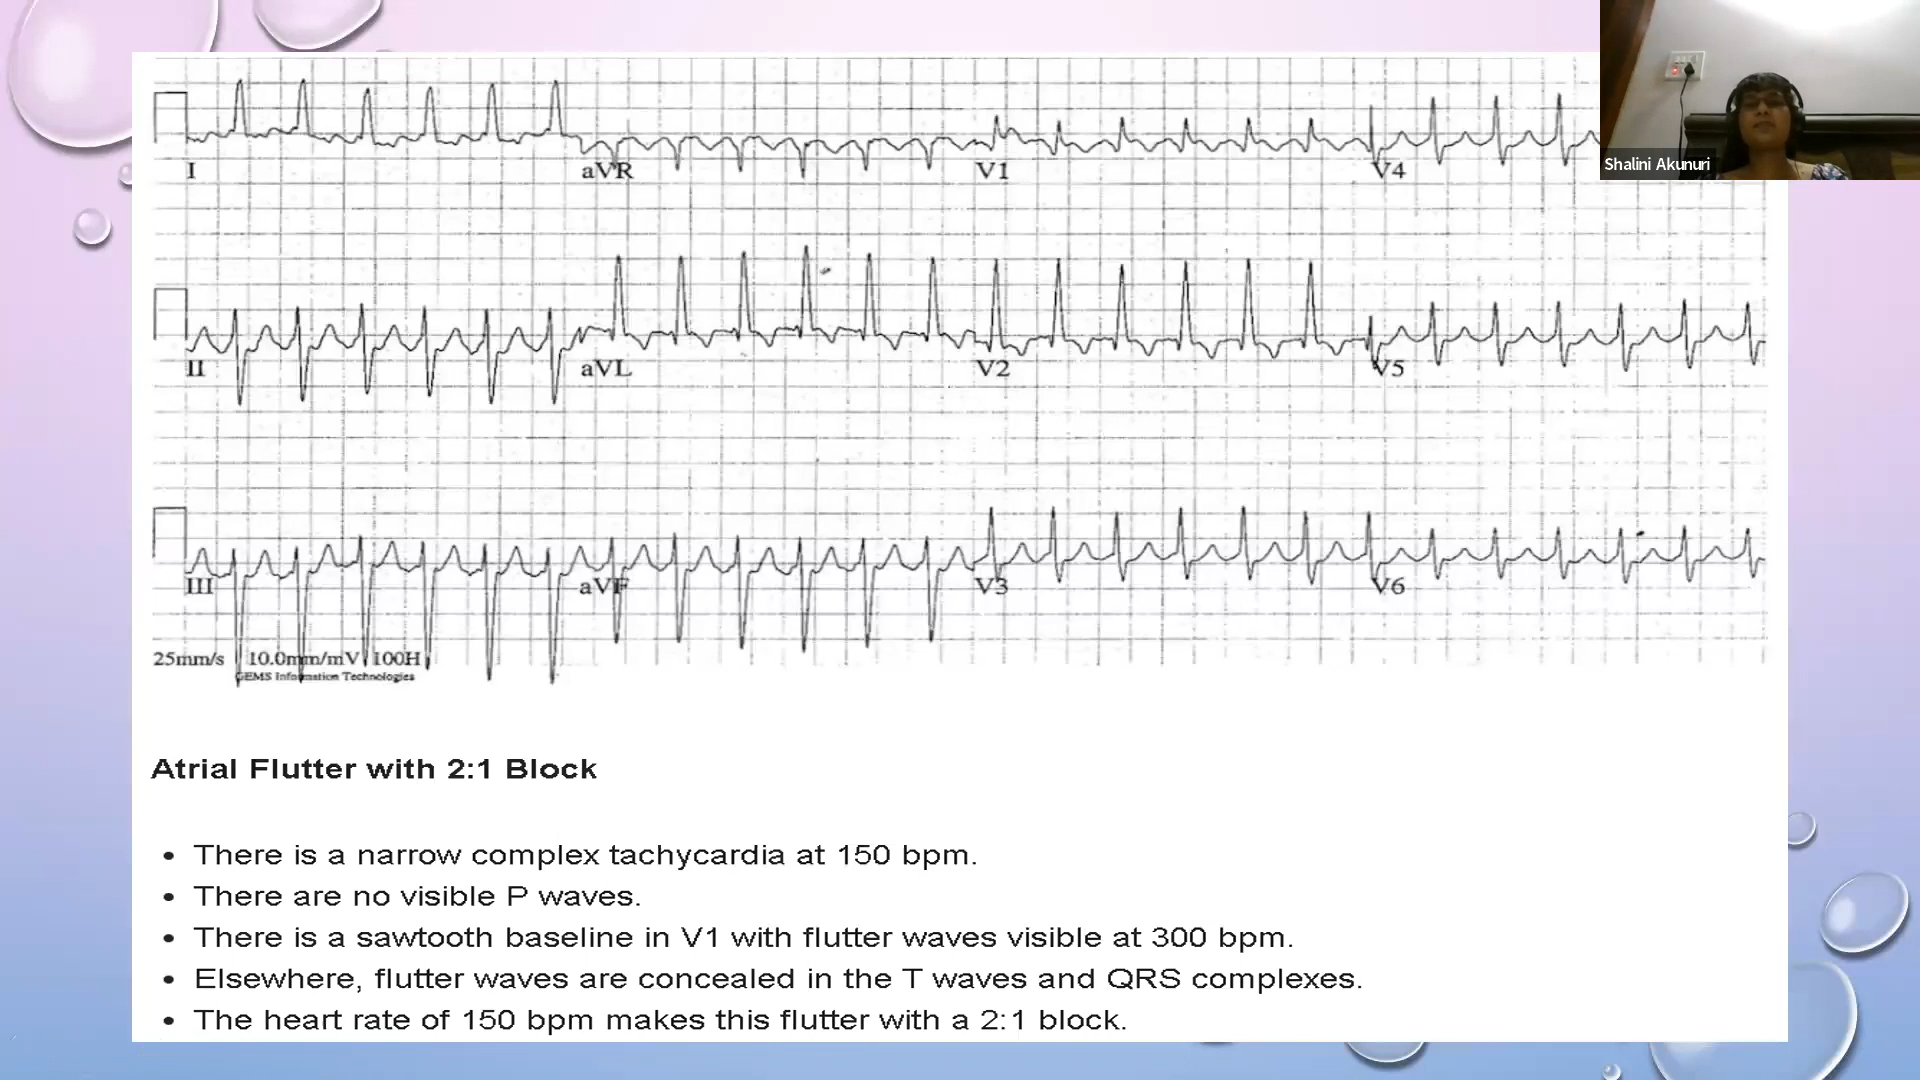 Shalini Akunuri
I aVR V1 V4
II aVL V2 V5
III aVF V3 V6
25mm/s 10.0mm/mV 100H
GEMS Information Technologies
Atrial Flutter with 2:1 Block
• There is a narrow complex tachycardia at 150 bpm.
• There are no visible P waves.
• There is a sawtooth baseline in V1 with flutter waves visible at 300 bpm.
• Elsewhere, flutter waves are concealed in the T waves and QRS complexes.
• The heart rate of 150 bpm makes this flutter with a 2:1 block.